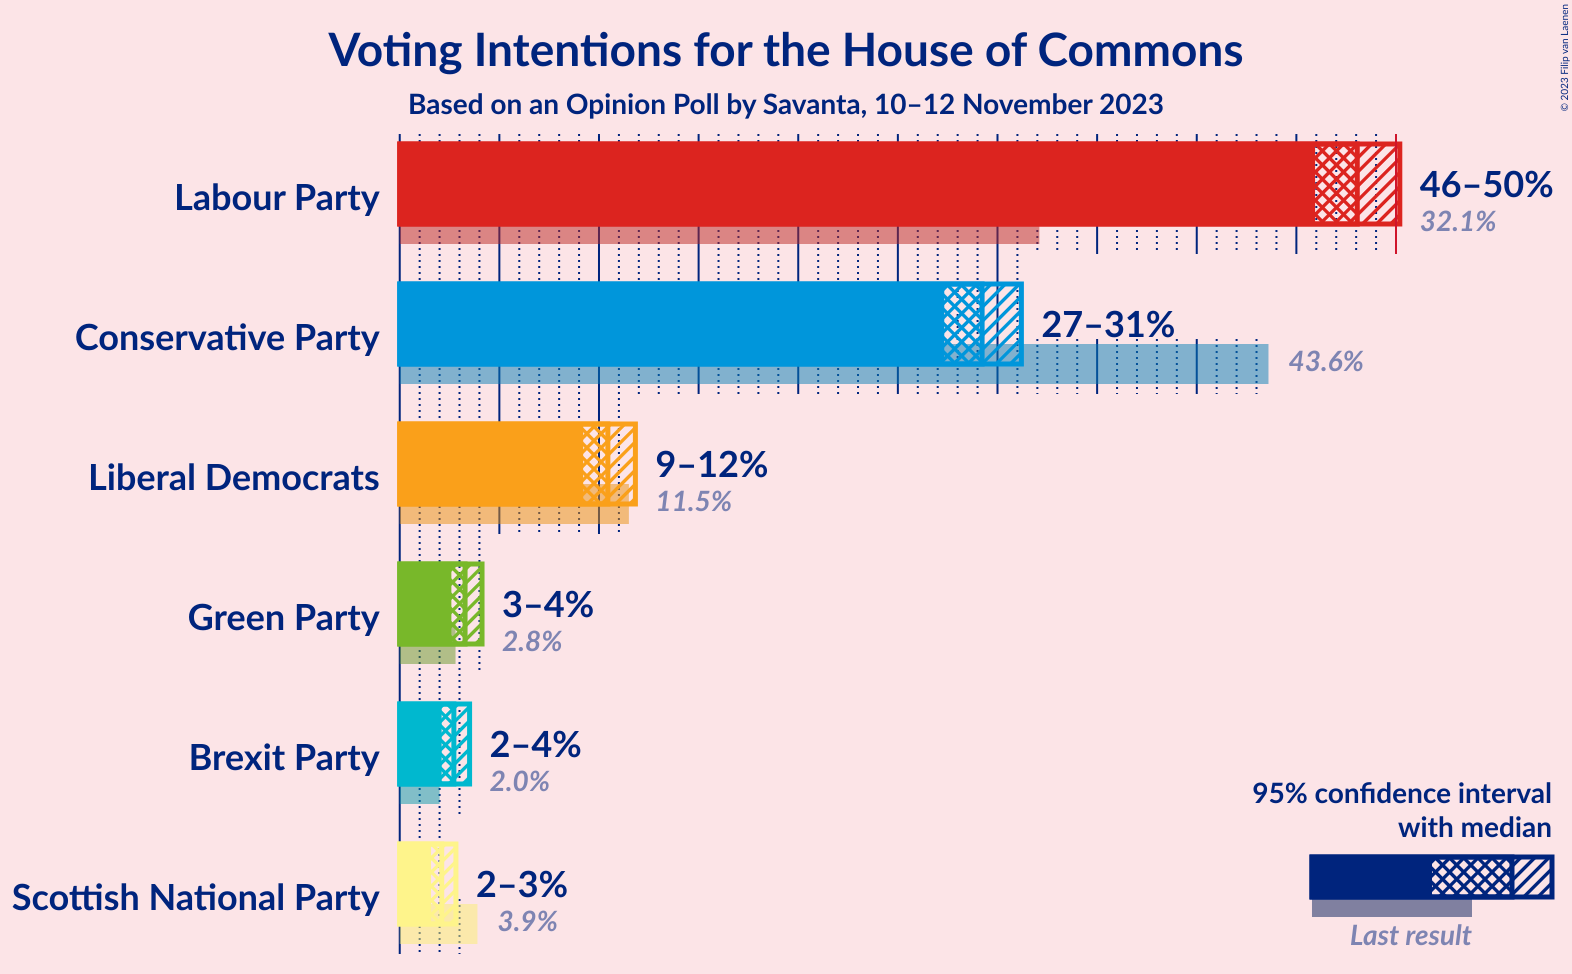 Voting Intentions for the House of Commons
Based on an Opinion Poll by Savanta, 10–12 November 2023
© 2023 Filip van Laenen
Labour Party
46–50%
32.1%
Conservative Party
27–31%
43.6%
Liberal Democrats
9–12%
11.5%
Green Party
3–4%
2.8%
Brexit Party
2–4%
2.0%
Scottish National Party
2–3%
3.9%
95% confidence interval
with median
Last result